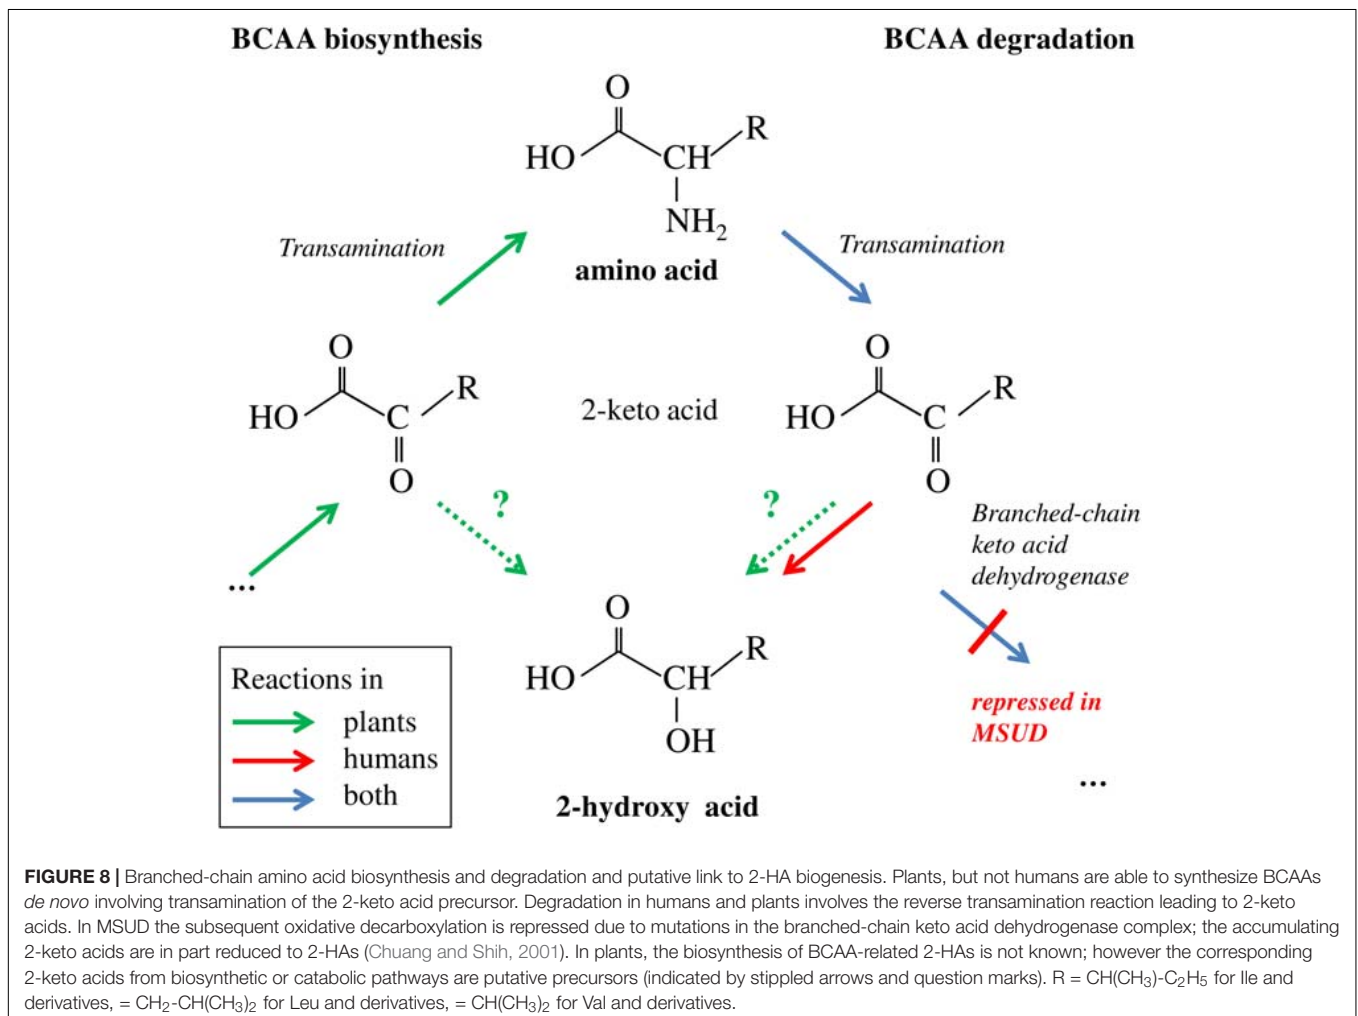 BCAA biosynthesis
BCAA degradation
O
HO
CH
R
NH2
amino acid
Transamination
Transamination
O
HO
C
R
O
2-keto acid
O
HO
C
R
O
?
?
...
Branched-chain
keto acid
dehydrogenase
O
HO
CH
R
OH
2-hydroxy acid
repressed in
MSUD
...
Reactions in
plants
humans
both
FIGURE 8 | Branched-chain amino acid biosynthesis and degradation and putative link to 2-HA biogenesis. Plants, but not humans are able to synthesize BCAAs
de novo involving transamination of the 2-keto acid precursor. Degradation in humans and plants involves the reverse transamination reaction leading to 2-keto
acids. In MSUD the subsequent oxidative decarboxylation is repressed due to mutations in the branched-chain keto acid dehydrogenase complex; the accumulating
2-keto acids are in part reduced to 2-HAs (Chuang and Shih, 2001). In plants, the biosynthesis of BCAA-related 2-HAs is not known; however the corresponding
2-keto acids from biosynthetic or catabolic pathways are putative precursors (indicated by stippled arrows and question marks). R = CH(CH3)-C2H5 for Ile and
derivatives, = CH2-CH(CH3)2 for Leu and derivatives, = CH(CH3)2 for Val and derivatives.